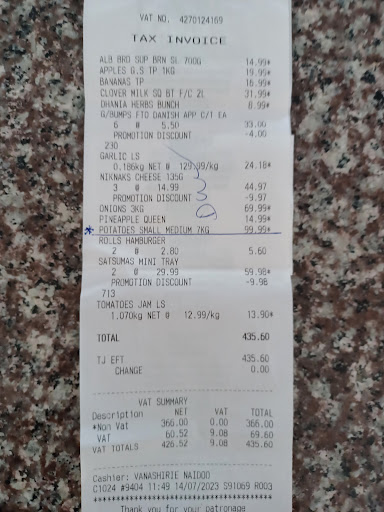 VAT NO. 4270124169
TAX INVOICE
ALB BRD SUP BRN SL 700G 14.99*
APPLES G.S TP 1KG 19.99*
BANANAS TP 16.99*
CLOVER MILK SQ BT F/C 2L 31.99*
DHANIA HERBS BUNCH 8.99*
G/BUMPS FTO DANISH APP C/T EA
6 @ 5.50 33.00
PROMOTION DISCOUNT -4.00
230
GARLIC LS
0.186kg NET @ 129.99/kg 24.18*
NIKNAKS CHEESE 135G
3 @ 14.99 44.97
PROMOTION DISCOUNT -9.97
ONIONS 3KG 69.99*
PINEAPPLE QUEEN 14.99*
* POTATOES SMALL MEDIUM 7KG 99.99*
ROLLS HAMBURGER
2 @ 2.80 5.60
SATSUMAS MINI TRAY
2 @ 29.99 59.98*
PROMOTION DISCOUNT -9.98
713
TOMATOES JAM LS
1.070kg NET @ 12.99/kg 13.90*
TOTAL 435.60
TJ EFT 435.60
CHANGE 0.00
VAT SUMMARY
Description NET VAT TOTAL
*Non Vat 366.00 0.00 366.00
VAT 60.52 9.08 69.60
VAT TOTALS 426.52 9.08 435.60
Cashier: VANASHIRIE NAIDOO
C1024 #9404 11:49 14/07/2023 S91069 R003
Thank you for your patronage